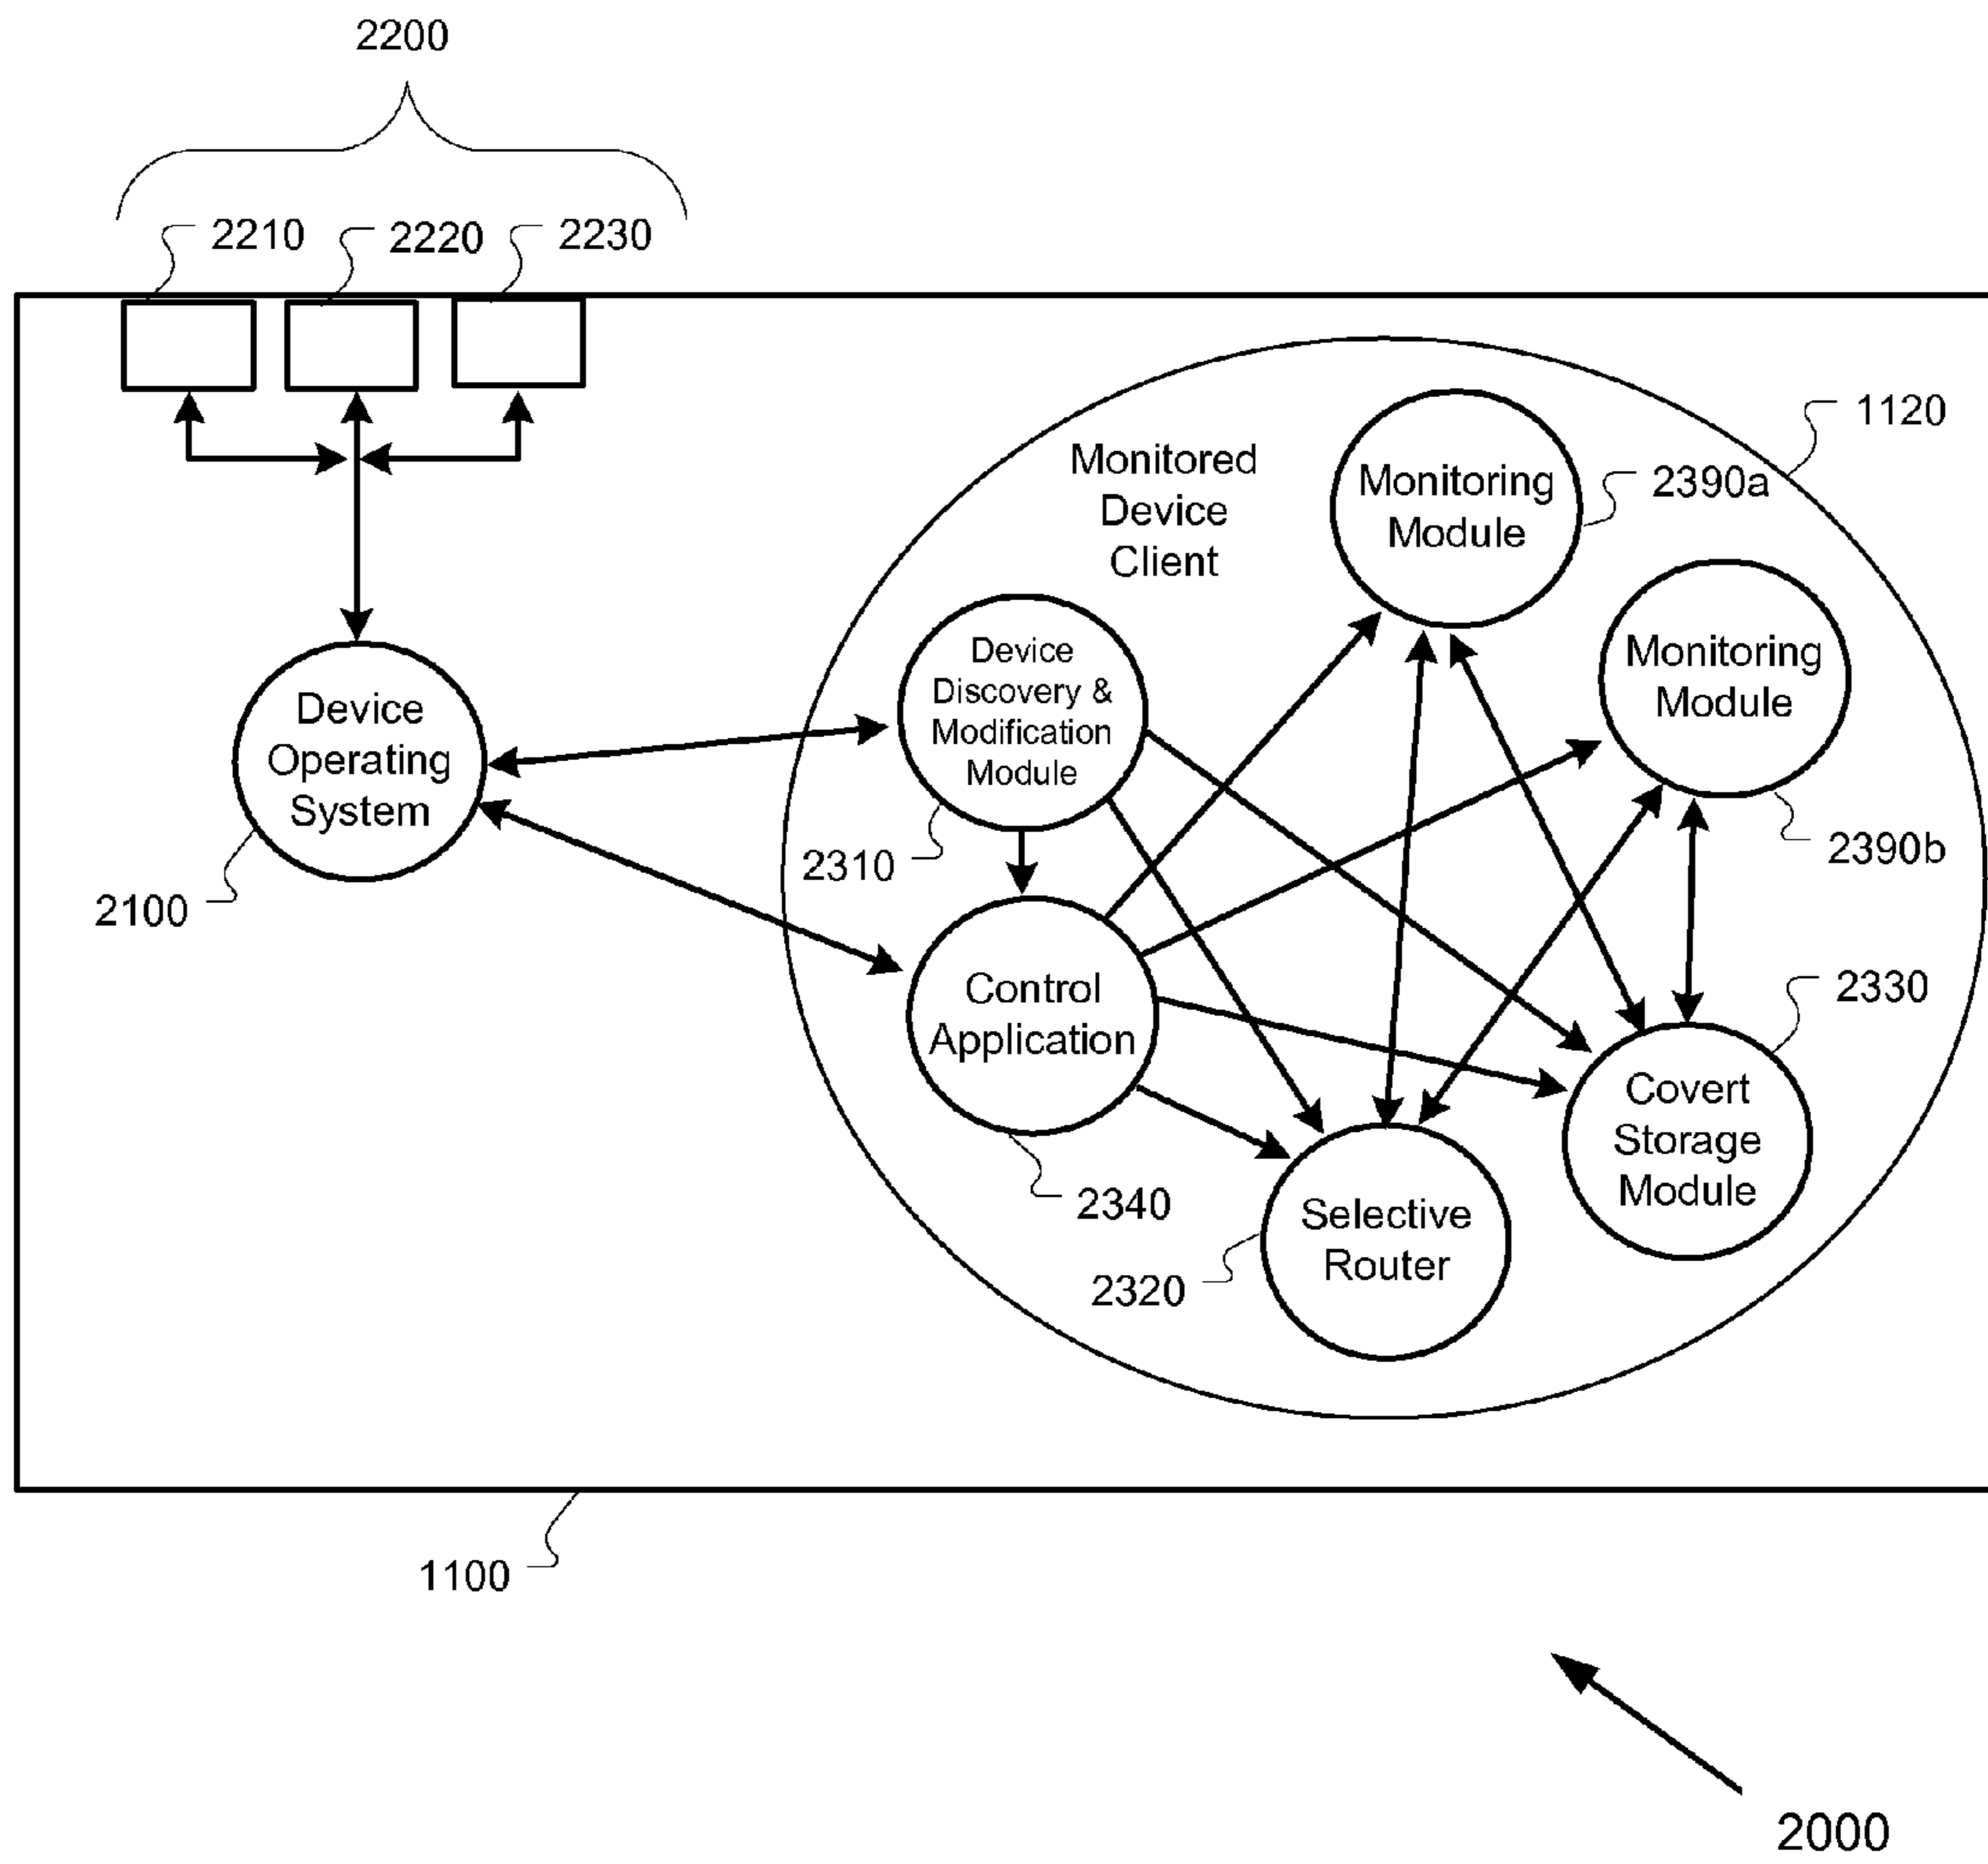 2200
2210
2220
2230
1120
Monitored
Device
Client
Monitoring
Module
2390a
Monitoring
Module
2390b
Device
Discovery &
Modification
Module
2310
Device
Operating
System
2100
Control
Application
2340
2330
Covert
Storage
Module
Selective
Router
2320
1100
2000